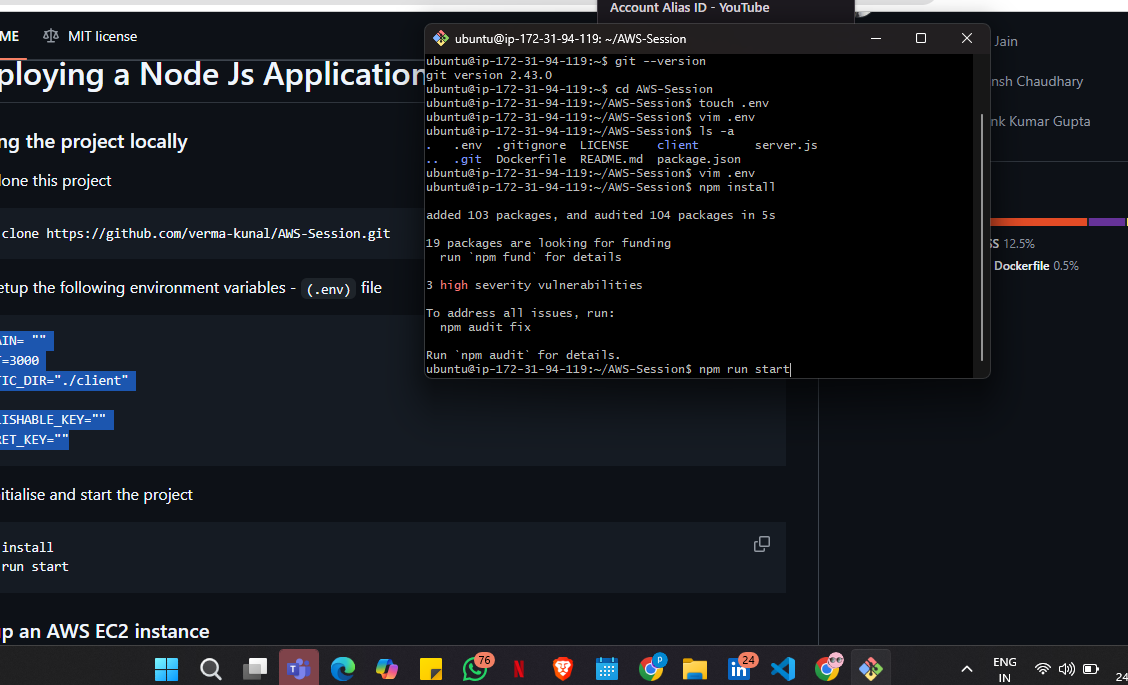 Account Alias ID - YouTube
ME
MIT license
ploying a Node Js Application
ng the project locally
lone this project
clone https://github.com/verma-kunal/AWS-Session.git
etup the following environment variables - (.env) file
AIN= ""
T=3000
TIC_DIR="./client"
LISHABLE_KEY=""
RET_KEY=""
itialise and start the project
install
run start
p an AWS EC2 instance
ubuntu@ip-172-31-94-119: ~/AWS-Session
ubuntu@ip-172-31-94-119:~$ git --version
git version 2.43.0
ubuntu@ip-172-31-94-119:~$ cd AWS-Session
ubuntu@ip-172-31-94-119:~/AWS-Session$ touch .env
ubuntu@ip-172-31-94-119:~/AWS-Session$ vim .env
ubuntu@ip-172-31-94-119:~/AWS-Session$ ls -a
. .env .gitignore LICENSE client server.js
.. .git Dockerfile README.md package.json
ubuntu@ip-172-31-94-119:~/AWS-Session$ vim .env
ubuntu@ip-172-31-94-119:~/AWS-Session$ npm install
added 103 packages, and audited 104 packages in 5s
19 packages are looking for funding
run `npm fund` for details
3 high severity vulnerabilities
To address all issues, run:
npm audit fix
Run `npm audit` for details.
ubuntu@ip-172-31-94-119:~/AWS-Session$ npm run start
Jain
nsh Chaudhary
nk Kumar Gupta
SS 12.5%
Dockerfile 0.5%
76
P
24
ENG
IN
24